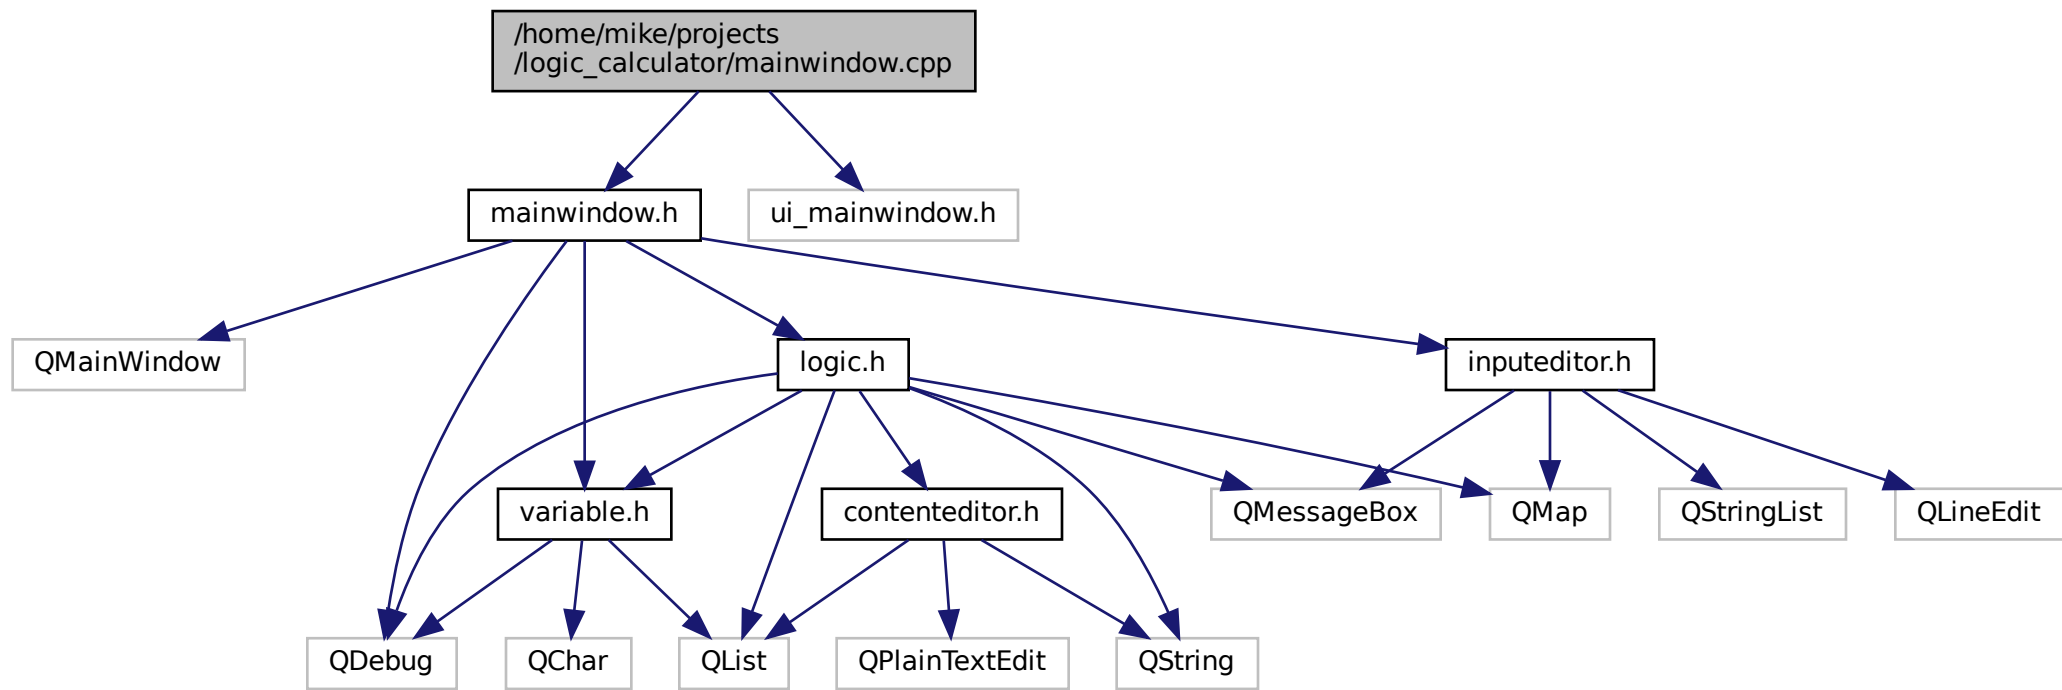 /home/mike/projects
/logic_calculator/mainwindow.cpp
mainwindow.h
ui_mainwindow.h
QMainWindow
logic.h
inputeditor.h
variable.h
contenteditor.h
QMessageBox
QMap
QStringList
QLineEdit
QDebug
QChar
QList
QPlainTextEdit
QString